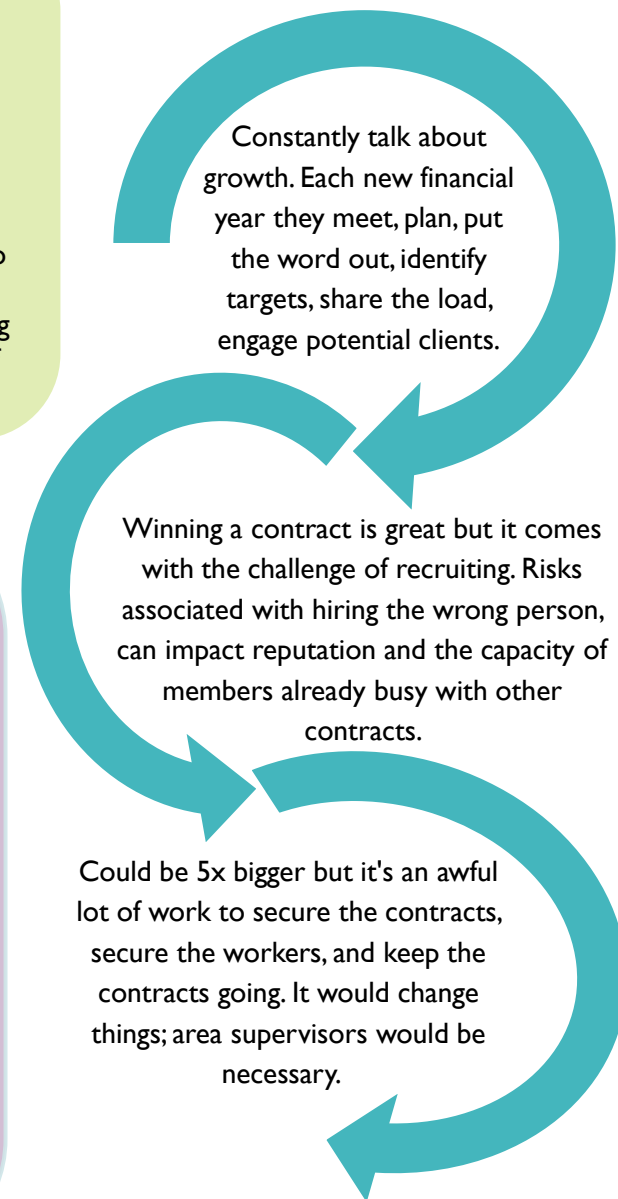 Constantly talk about
growth. Each new financial
year they meet, plan, put
the word out, identify
targets, share the load,
engage potential clients.
Winning a contract is great but it comes
with the challenge of recruiting. Risks
associated with hiring the wrong person,
can impact reputation and the capacity of
members already busy with other
contracts.
Could be 5x bigger but it's an awful
lot of work to secure the contracts,
secure the workers, and keep the
contracts going. It would change
things; area supervisors would be
necessary.